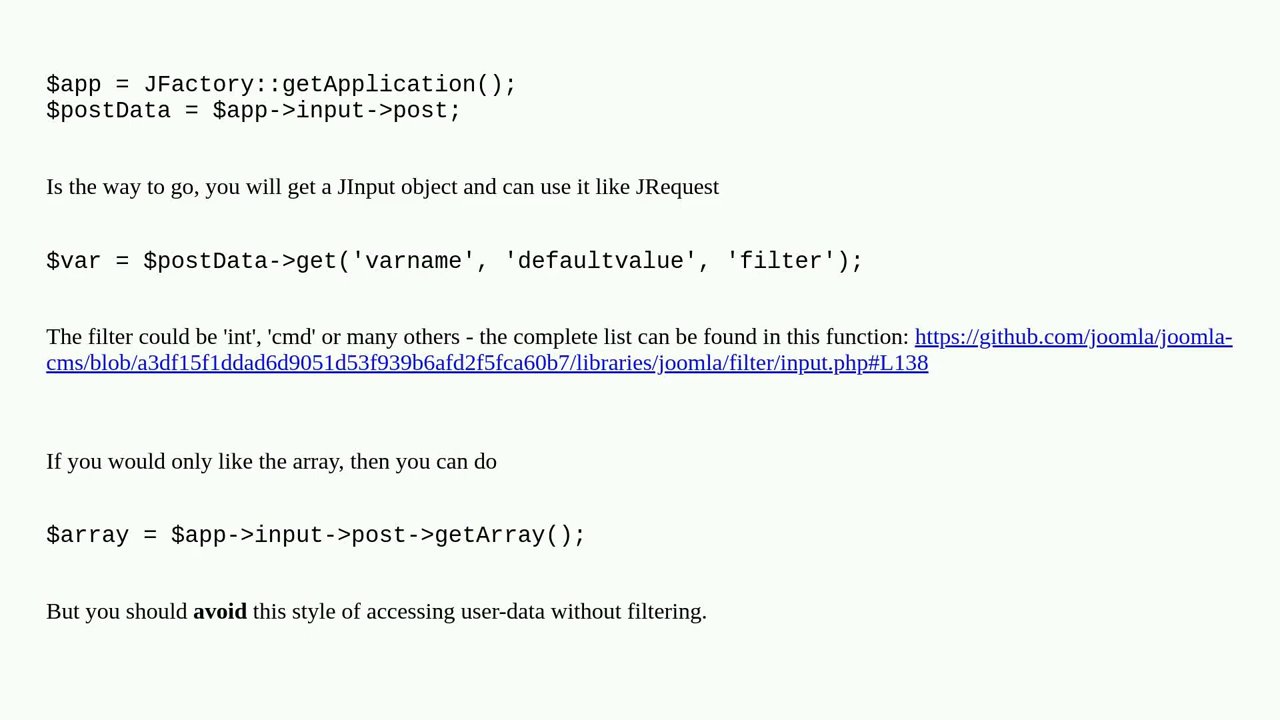 $app = JFactory::getApplication();
$postData = $app->input->post;
Is the way to go, you will get a JInput object and can use it like JRequest
$var = $postData->get('varname', 'defaultvalue', 'filter');
The filter could be 'int', 'cmd' or many others - the complete list can be found in this function: https://github.com/joomla/joomla-
cms/blob/a3df15f1ddad6d9051d53f939b6afd2f5fca60b7/libraries/joomla/filter/input.php#L138
If you would only like the array, then you can do
$array = $app->input->post->getArray();
But you should avoid this style of accessing user-data without filtering.